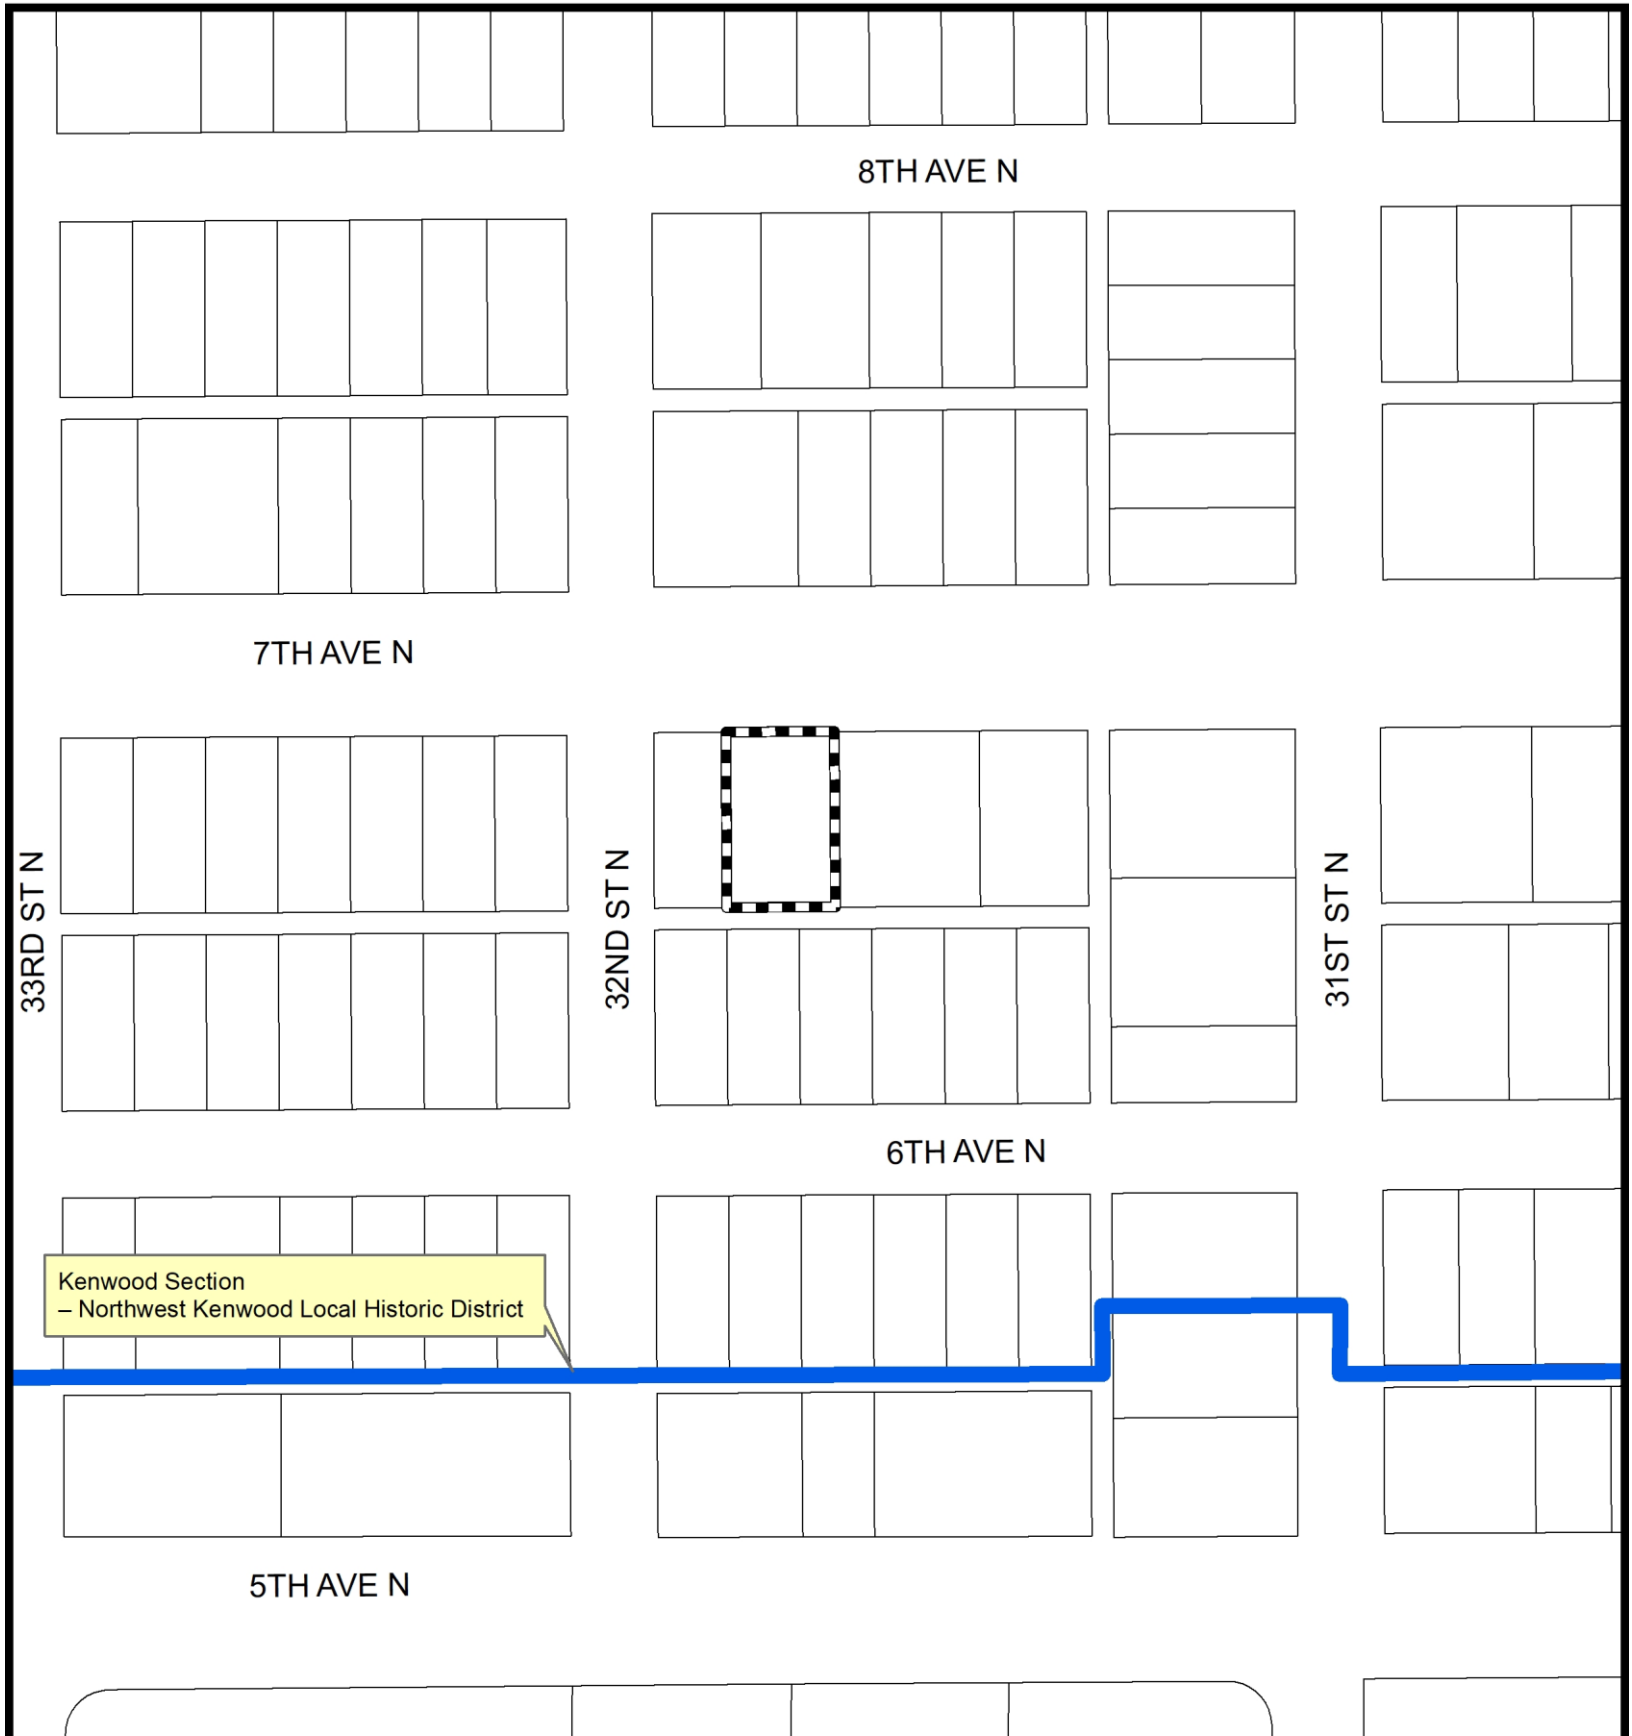 8TH AVE N
7TH AVE N
33RD ST N
32ND ST N
31ST ST N
6TH AVE N
Kenwood Section
– Northwest Kenwood Local Historic District
5TH AVE N